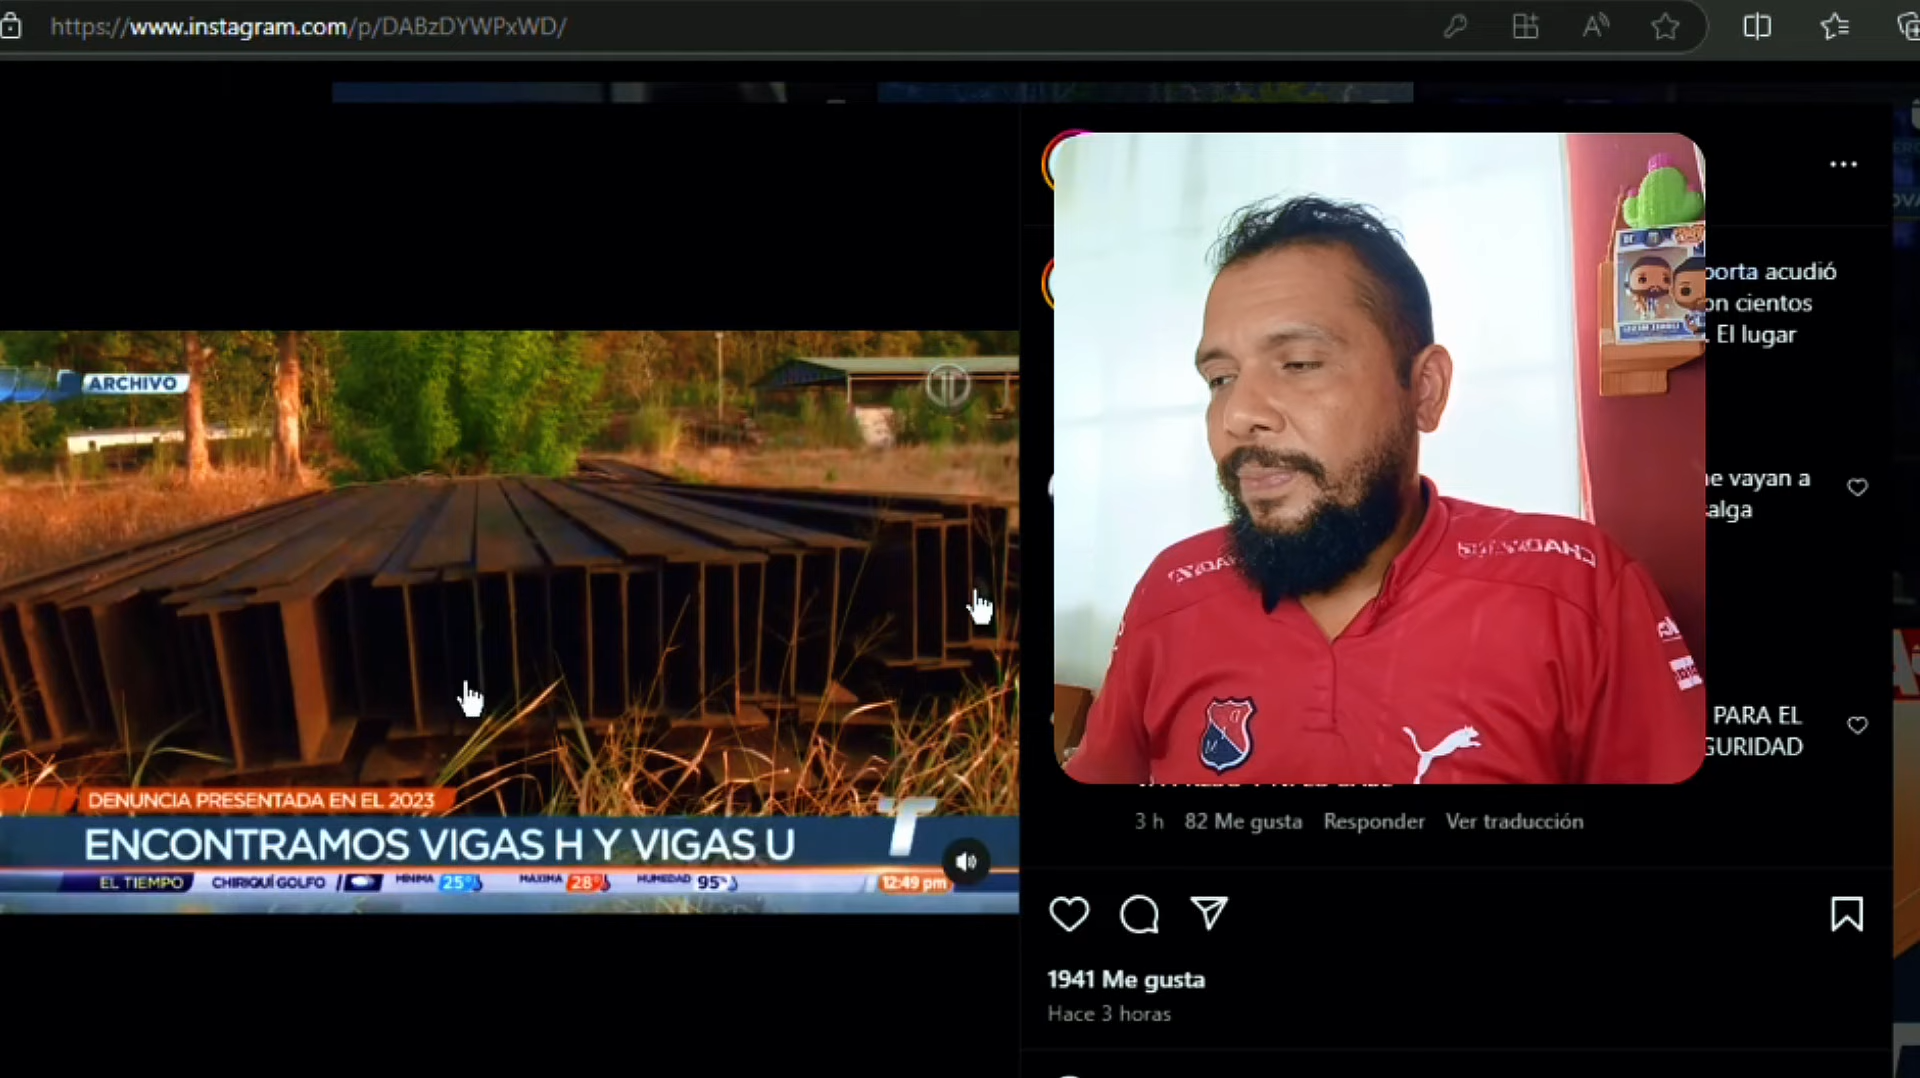 https://www.instagram.com/p/DABzDYWPxWD/
ARCHIVO
DENUNCIA PRESENTADA EN EL 2023
ENCONTRAMOS VIGAS H Y VIGAS U
EL TIEMPO
CHIRIQUÍ GOLFO
MÍNIMA 25°
MÁXIMA 28°
HUMEDAD 95%
12:49 pm
porta acudió
on cientos
. El lugar
e vayan a
alga
PARA EL
GURIDAD
3 h 82 Me gusta Responder Ver traducción
1941 Me gusta
Hace 3 horas